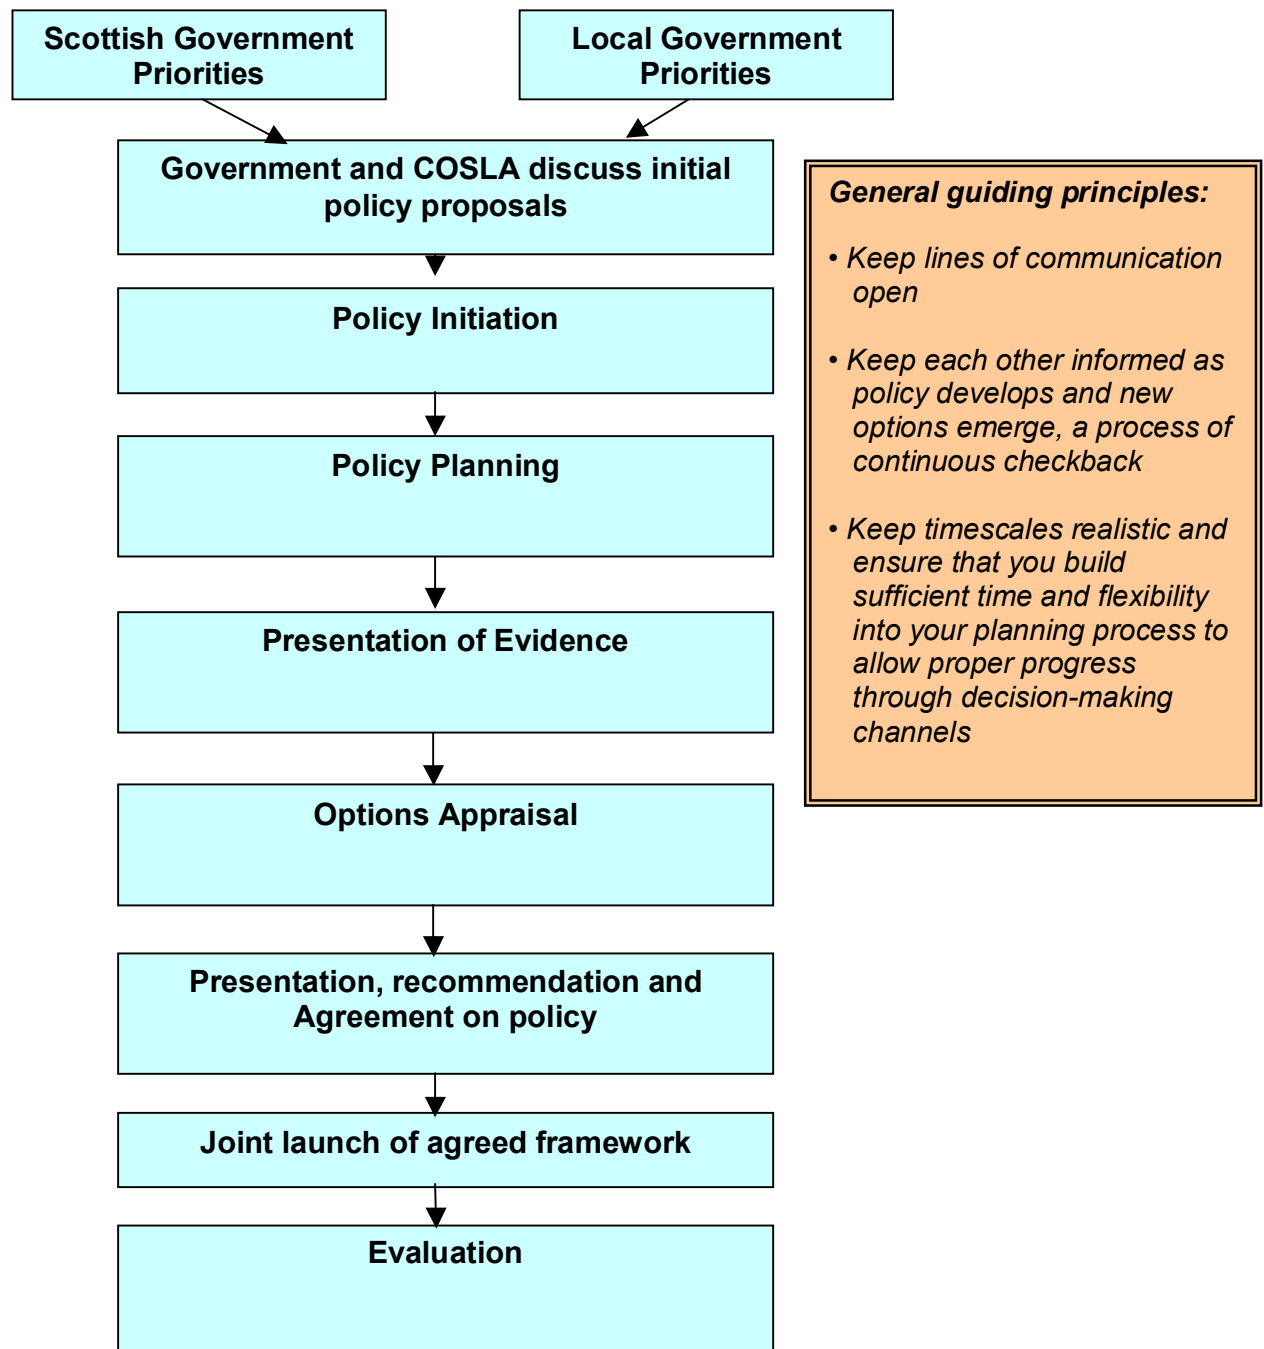 Scottish Government
Priorities
Local Government
Priorities
Government and COSLA discuss initial
policy proposals
Policy Initiation
Policy Planning
Presentation of Evidence
Options Appraisal
Presentation, recommendation and
Agreement on policy
Joint launch of agreed framework
Evaluation
General guiding principles:
• Keep lines of communication
open
• Keep each other informed as
policy develops and new
options emerge, a process of
continuous checkback
• Keep timescales realistic and
ensure that you build
sufficient time and flexibility
into your planning process to
allow proper progress
through decision-making
channels